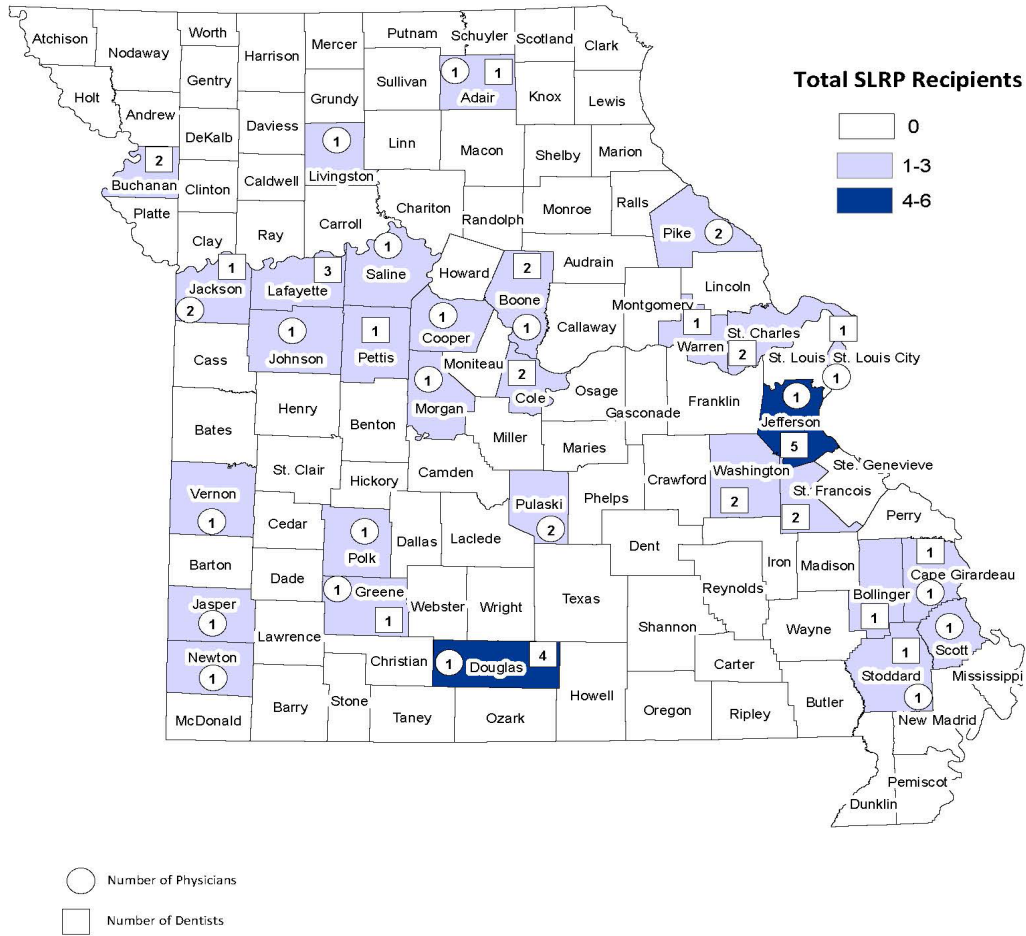 Atchison
Nodaway
Worth
Harrison
Mercer
Putnam
Schuyler
Scotland
Clark
Holt
Andrew
Gentry
DeKalb
Daviess
Grundy
Sullivan
1
1
Adair
Knox
Lewis
Total SLRP Recipients
0
1-3
4-6
2
Buchanan
Clinton
Caldwell
1
Livingston
Linn
Macon
Shelby
Marion
Platte
Clay
Ray
Carroll
Chariton
Randolph
Monroe
Ralls
Pike
2
1
Jackson
2
3
Lafayette
1
Saline
Howard
2
Boone
1
Audrain
Lincoln
Montgomery
Callaway
1
Warren
2
St. Charles
1
St. Louis
St. Louis City
1
Cass
1
Johnson
1
Pettis
1
Cooper
Moniteau
2
Cole
1
Morgan
Osage
Gasconade
Franklin
1
Jefferson
5
Bates
Henry
Benton
Miller
Maries
St. Clair
Hickory
Camden
Crawford
Washington
2
Ste. Genevieve
St. Francois
2
Perry
Vernon
1
Cedar
1
Polk
Dallas
Laclede
Pulaski
2
Phelps
Dent
Iron
Madison
Barton
Dade
1
Greene
1
Webster
Wright
Texas
Reynolds
Bollinger
1
1
Cape Girardeau
1
Jasper
1
Lawrence
Shannon
Wayne
1
Scott
Newton
1
Christian
1
Douglas
4
Carter
1
Stoddard
1
Mississippi
McDonald
Barry
Stone
Taney
Ozark
Howell
Oregon
Ripley
Butler
New Madrid
Pemiscot
Dunklin
Number of Physicians
Number of Dentists